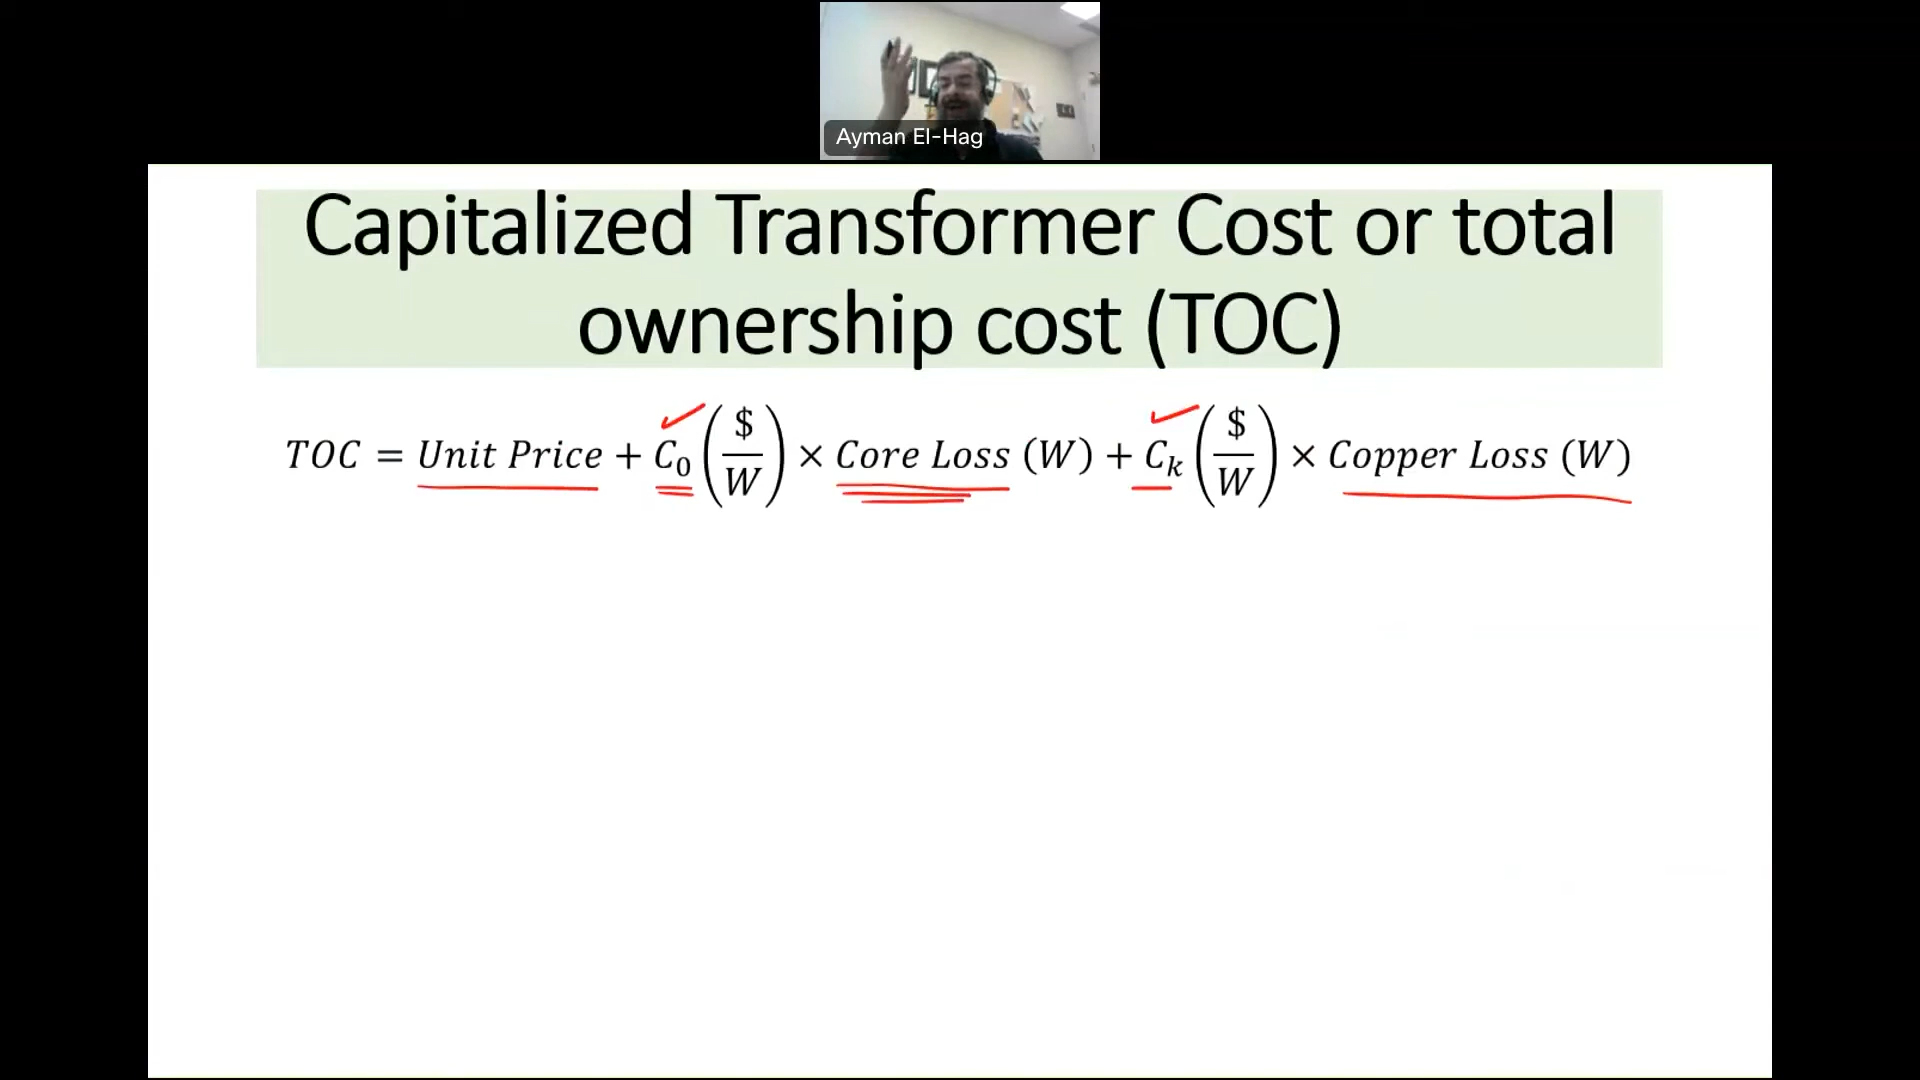 Ayman El-Hag
Capitalized Transformer Cost or total
ownership cost (TOC)
TOC = Unit Price + C₀ ($/W) × Core Loss (W) + Cₖ ($/W) × Copper Loss (W)